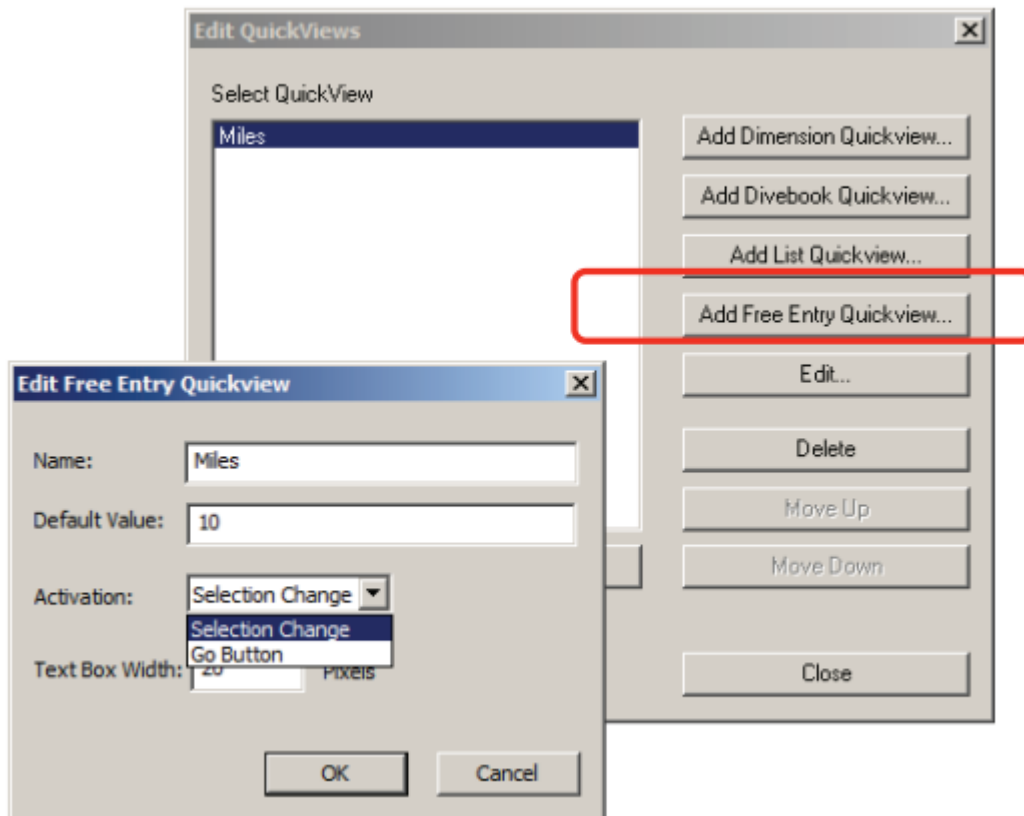 Edit QuickViews
Select QuickView
Miles
Add Dimension Quickview...
Add Divebook Quickview...
Add List Quickview...
Add Free Entry Quickview...
Edit...
Delete
Move Up
Move Down
Close
Edit Free Entry Quickview
Name: Miles
Default Value: 10
Activation: Selection Change
Selection Change
Go Button
Text Box Width: 20 Pixels
OK Cancel